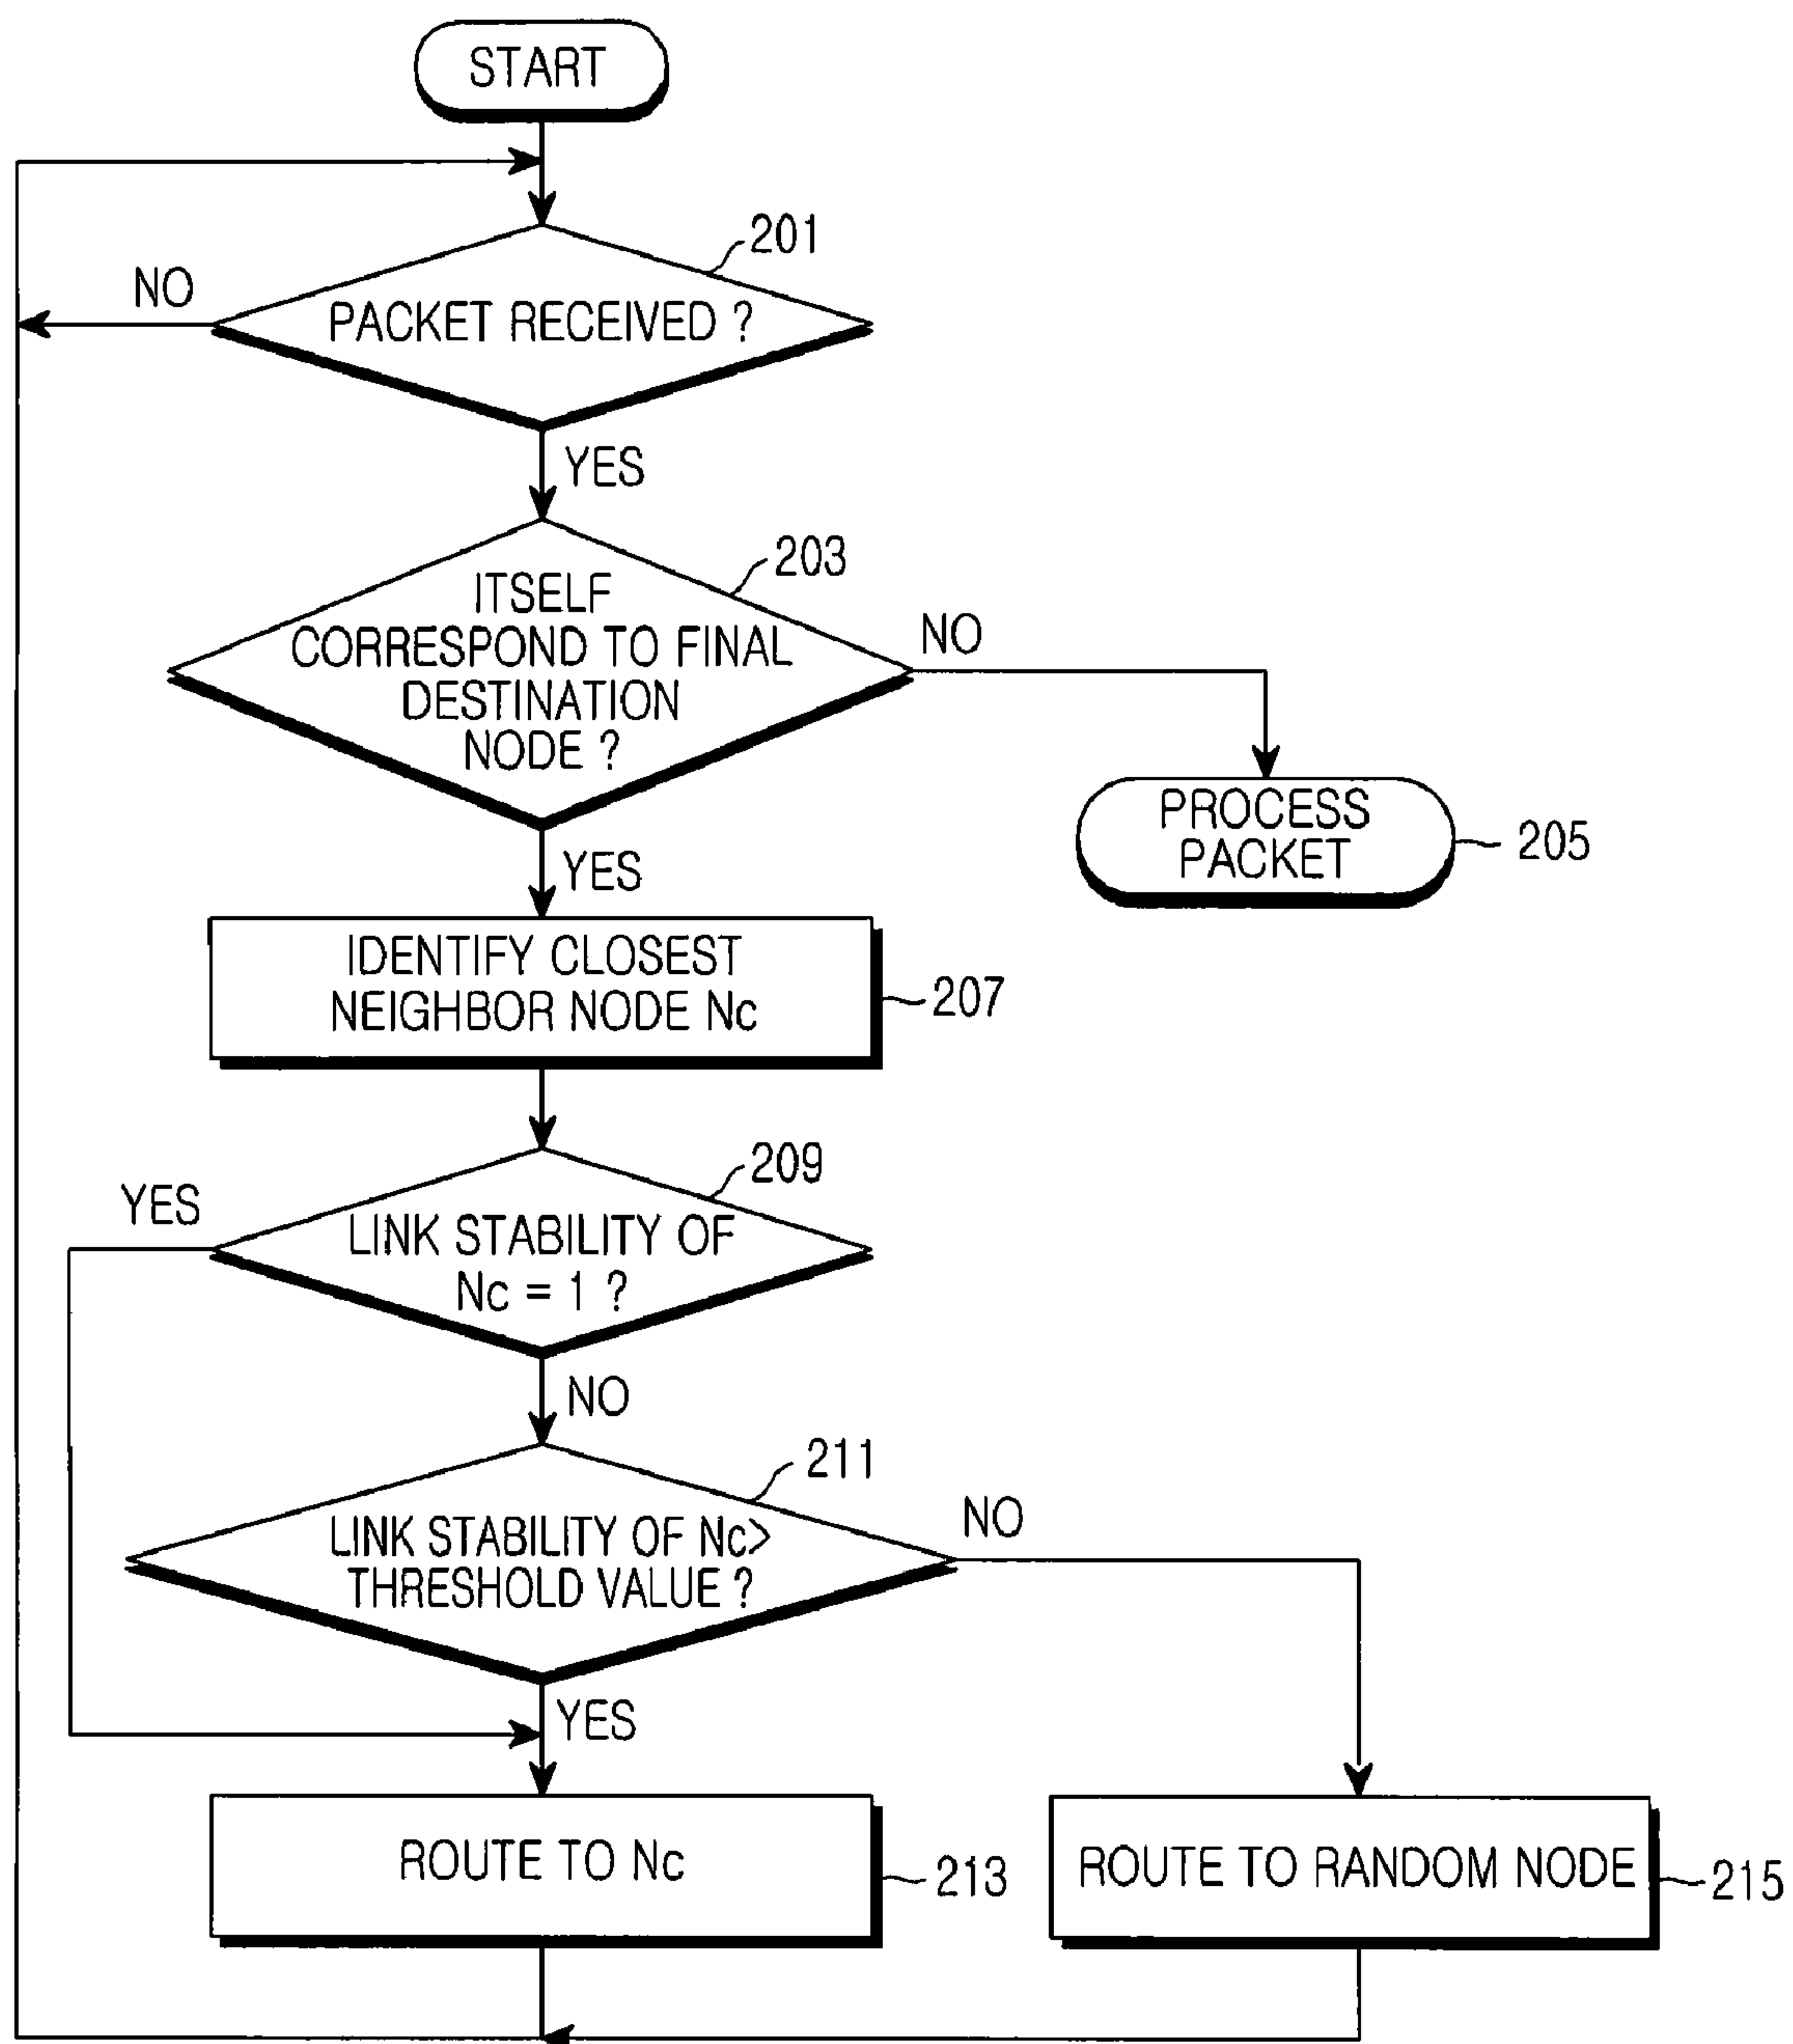 START
201
NO
PACKET RECEIVED ?
YES
203
ITSELF
CORRESPOND TO FINAL
DESTINATION
NODE ?
NO
PROCESS
PACKET
205
YES
IDENTIFY CLOSEST
NEIGHBOR NODE Nc
207
209
YES
LINK STABILITY OF
Nc = 1 ?
NO
211
NO
LINK STABILITY OF Nc>
THRESHOLD VALUE ?
YES
ROUTE TO Nc
213
ROUTE TO RANDOM NODE
215